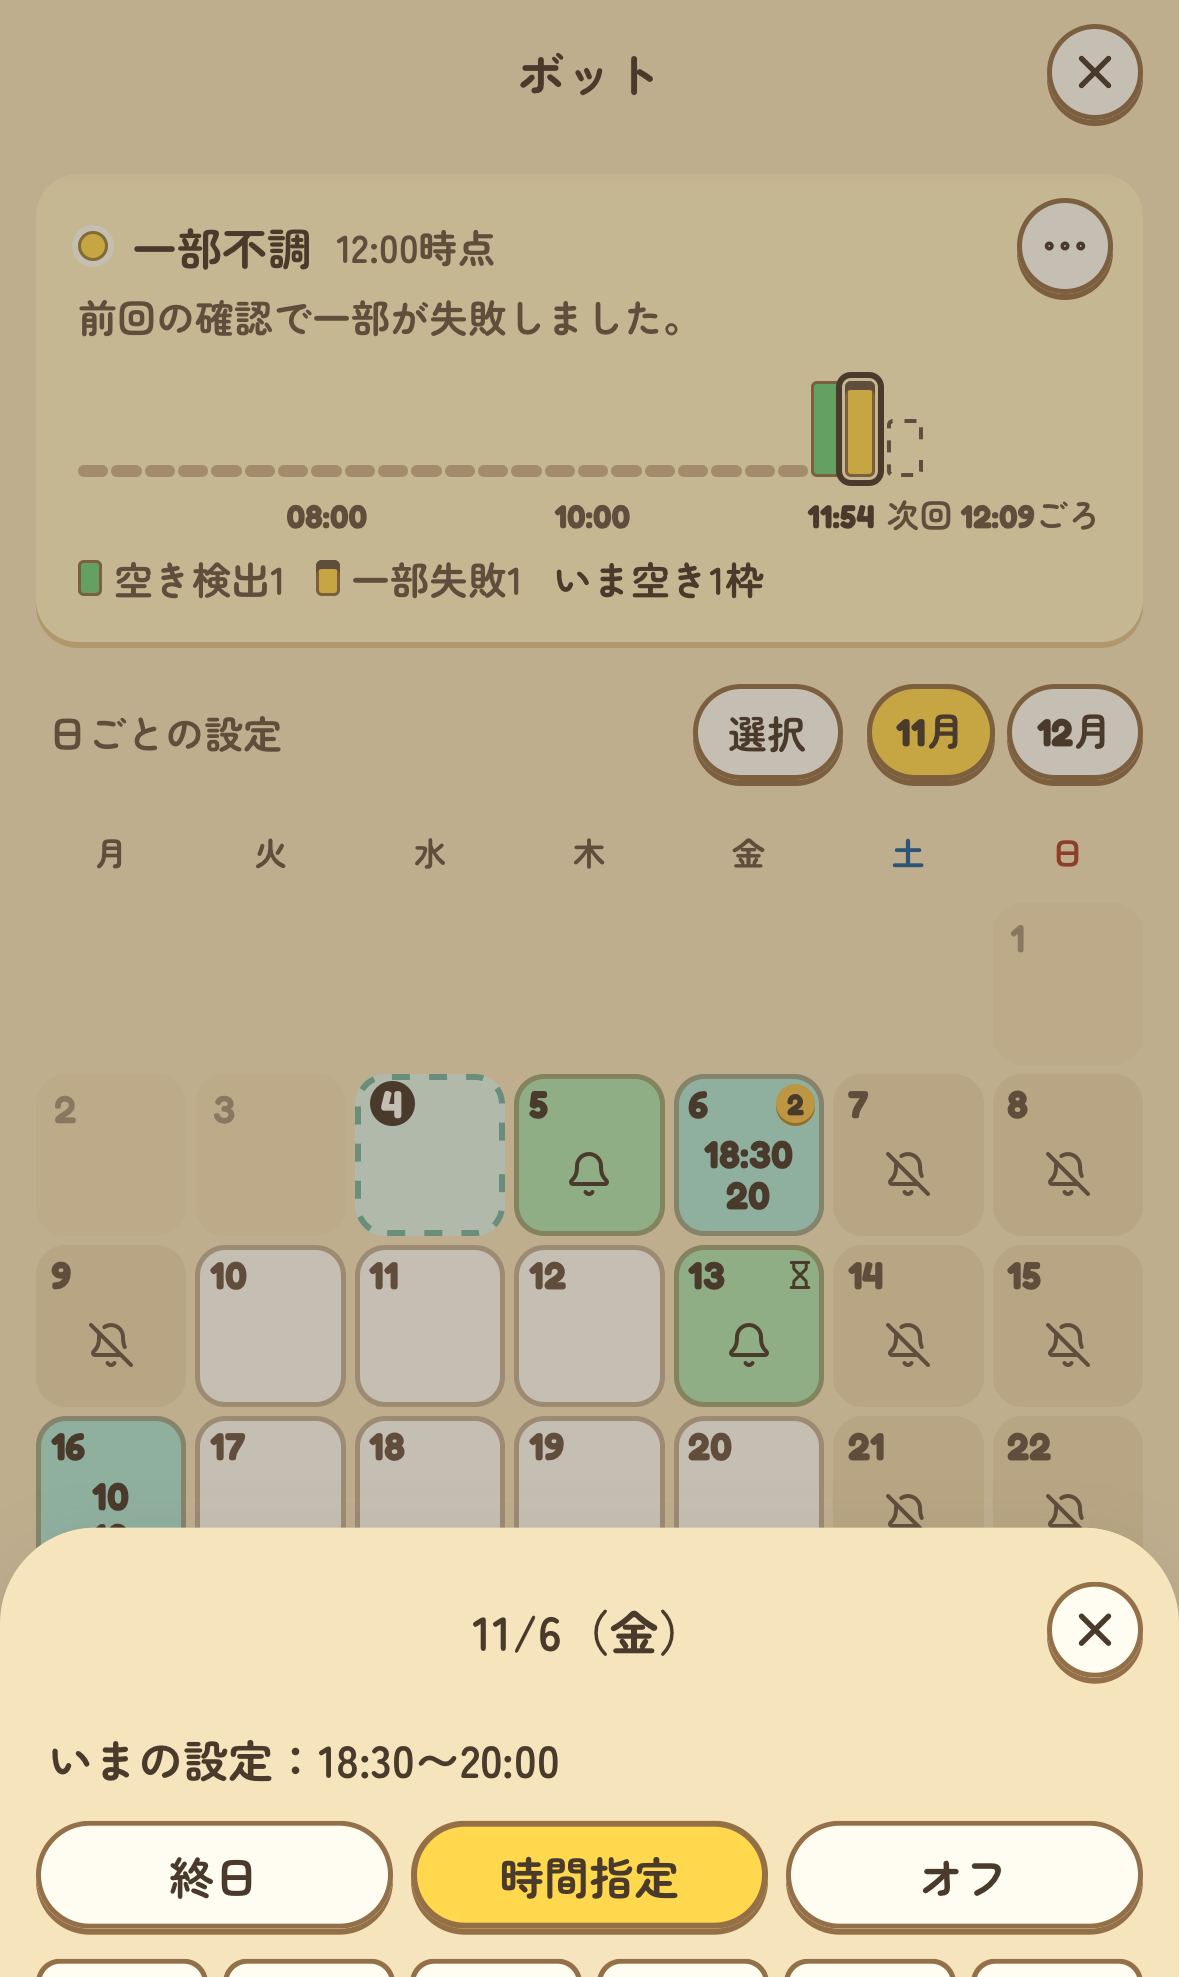 ボット
一部不調 12:00時点
前回の確認で一部が失敗しました。
08:00 10:00 11:54 次回 12:09ごろ
空き検出1 一部失敗1 いま空き1枠
日ごとの設定 選択 11月 12月
月 火 水 木 金 土 日
1
2 3 4 5 6 2 7 8
18:30
20
9 10 11 12 13 14 15
16 17 18 19 20 21 22
10
11/6（金）
いまの設定：18:30〜20:00
終日 時間指定 オフ